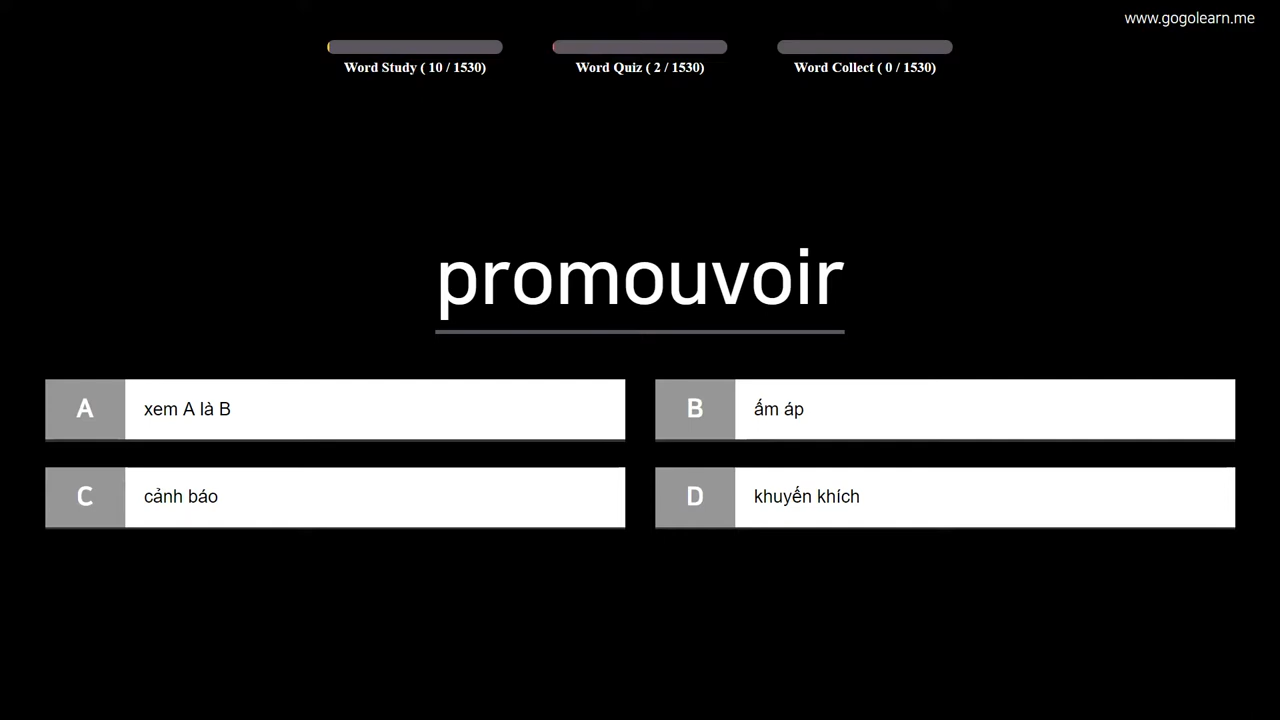 www.gogolearn.me
Word Study ( 10 / 1530)
Word Quiz ( 2 / 1530)
Word Collect ( 0 / 1530)
promouvoir
A xem A là B
B ấm áp
C cảnh báo
D khuyến khích